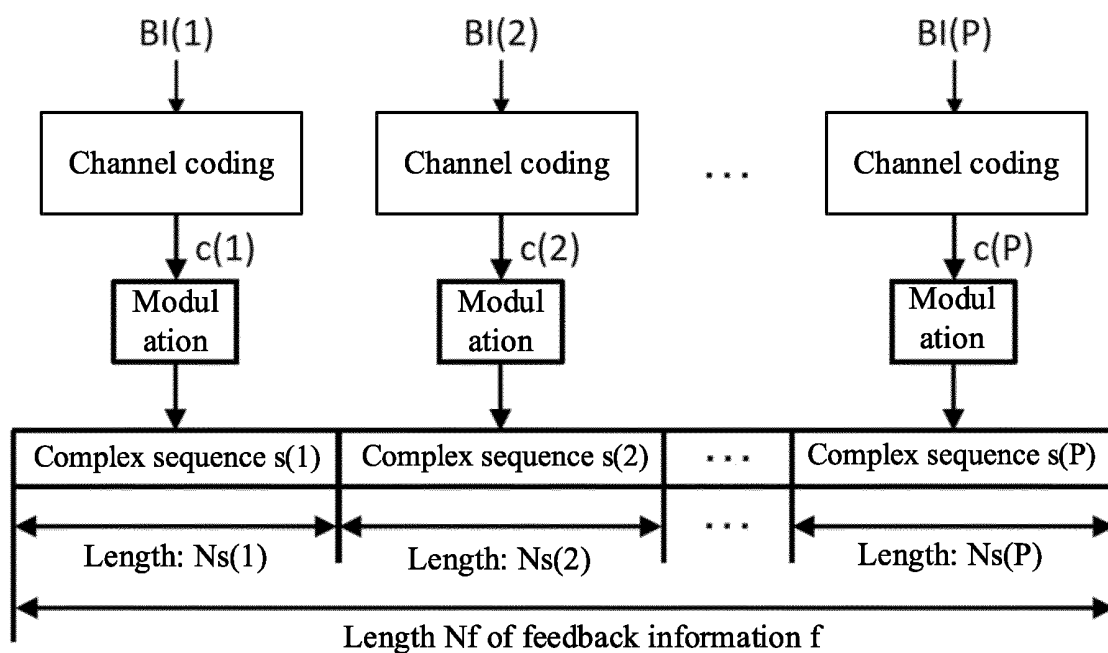 BI(1) BI(2) BI(P)
Channel coding Channel coding ... Channel coding
c(1) c(2) c(P)
Modul Modul Modul
ation ation ation
Complex sequence s(1) Complex sequence s(2) ... Complex sequence s(P)
... 
Length: Ns(1) Length: Ns(2) Length: Ns(P)
Length Nf of feedback information f